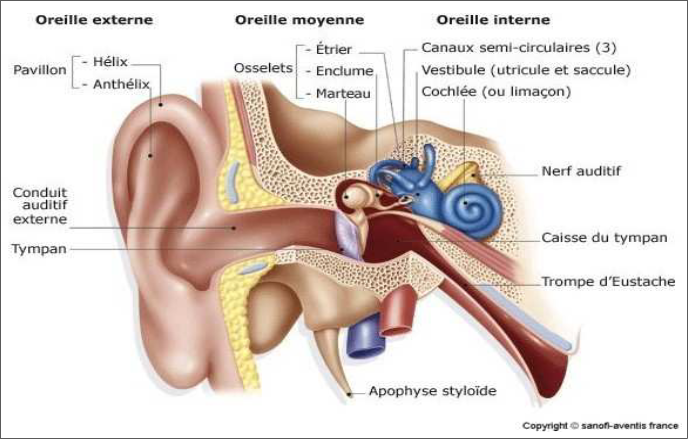 Oreille externe
Oreille moyenne
Oreille interne
Pavillon
- Hélix
- Anthélix
Osselets
- Étrier
- Enclume
- Marteau
Canaux semi-circulaires (3)
Vestibule (utricule et saccule)
Cochlée (ou limaçon)
Nerf auditif
Conduit
auditif
externe
Tympan
Caisse du tympan
Trompe d'Eustache
Apophyse styloïde
Copyright © sanofi-aventis france